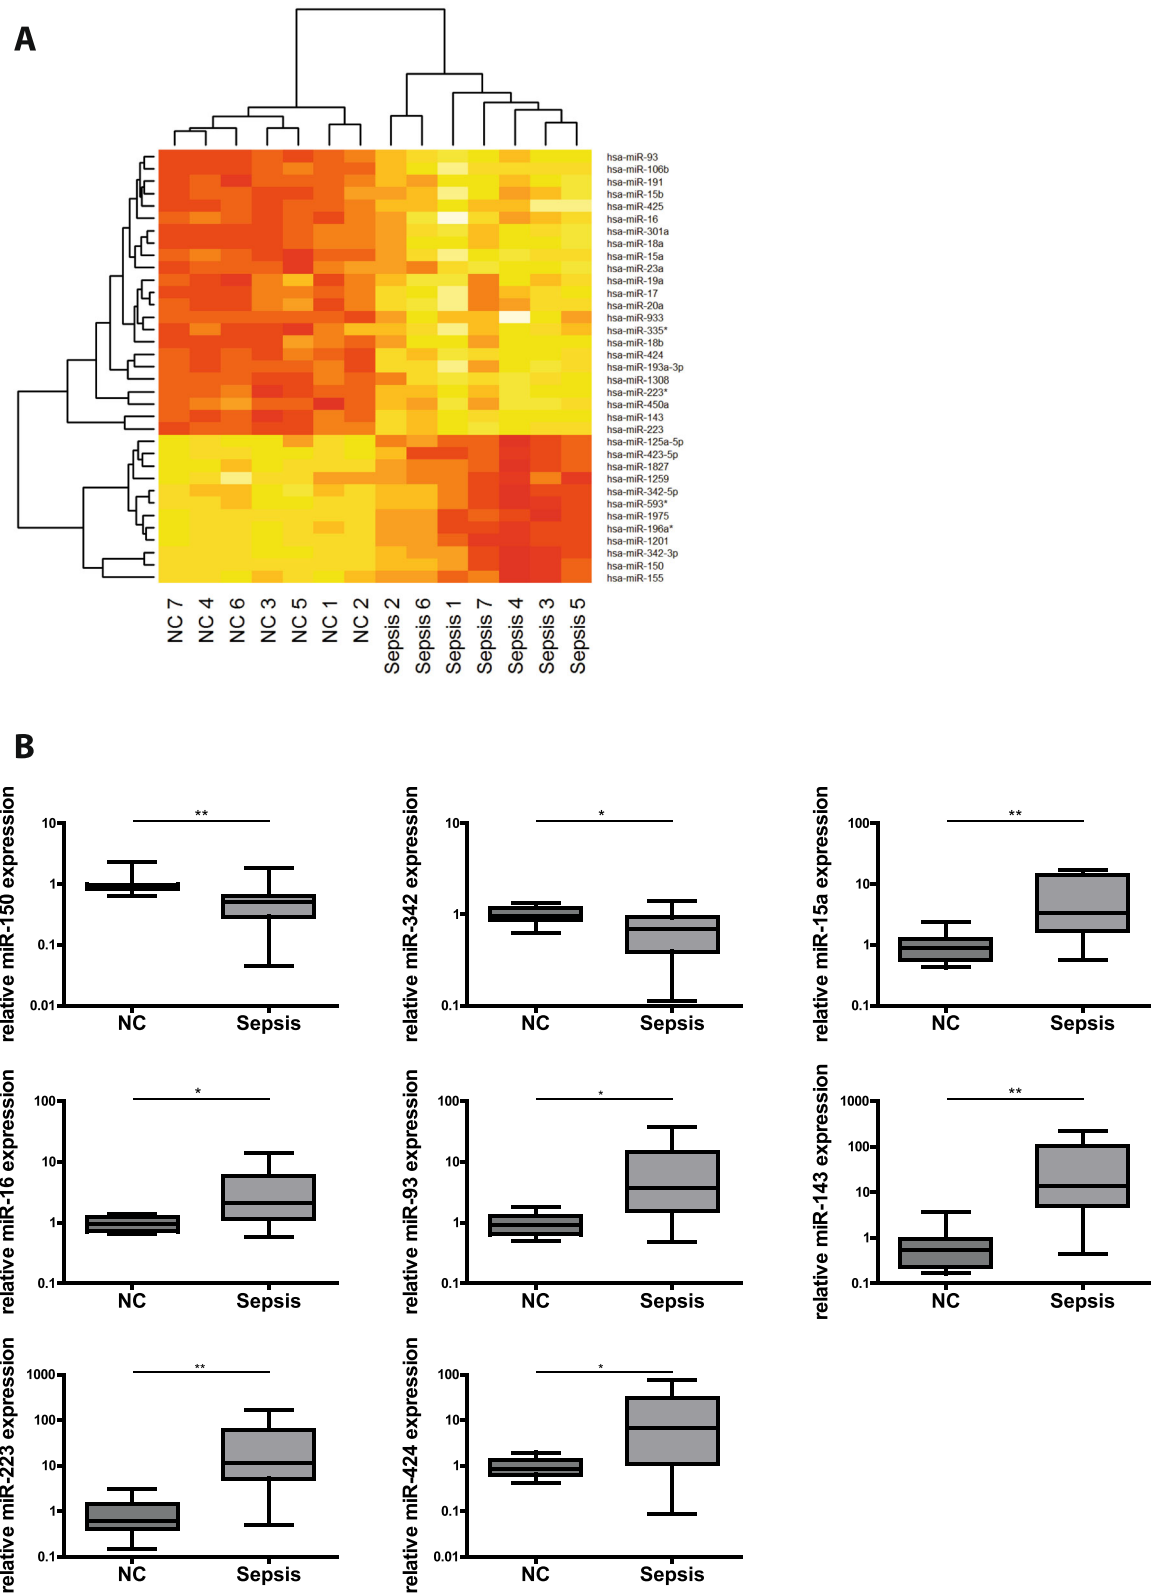 A
hsa-miR-93
hsa-miR-106b
hsa-miR-191
hsa-miR-15b
hsa-miR-425
hsa-miR-16
hsa-miR-301a
hsa-miR-18a
hsa-miR-15a
hsa-miR-23a
hsa-miR-19a
hsa-miR-17
hsa-miR-20a
hsa-miR-933
hsa-miR-335*
hsa-miR-18b
hsa-miR-424
hsa-miR-193a-3p
hsa-miR-1308
hsa-miR-223*
hsa-miR-450a
hsa-miR-143
hsa-miR-223
hsa-miR-125a-5p
hsa-miR-423-5p
hsa-miR-1827
hsa-miR-1259
hsa-miR-342-5p
hsa-miR-593*
hsa-miR-1975
hsa-miR-196a*
hsa-miR-1201
hsa-miR-342-3p
hsa-miR-150
hsa-miR-155
NC 7
NC 4
NC 6
NC 3
NC 5
NC 1
NC 2
Sepsis 2
Sepsis 6
Sepsis 1
Sepsis 7
Sepsis 4
Sepsis 3
Sepsis 5
B
relative miR-150 expression
10
1
0.1
0.01
**
NC
Sepsis
relative miR-342 expression
10
1
0.1
*
NC
Sepsis
relative miR-15a expression
100
10
1
0.1
**
NC
Sepsis
relative miR-16 expression
100
10
1
0.1
*
NC
Sepsis
relative miR-93 expression
100
10
1
0.1
*
NC
Sepsis
relative miR-143 expression
1000
100
10
1
0.1
**
NC
Sepsis
relative miR-223 expression
1000
100
10
1
0.1
**
NC
Sepsis
relative miR-424 expression
100
10
1
0.1
0.01
*
NC
Sepsis